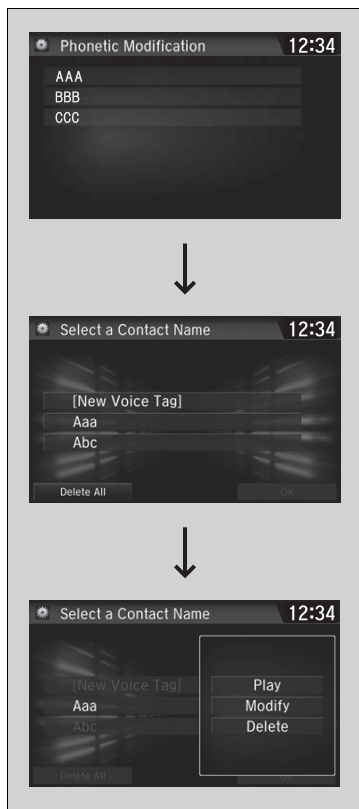 Phonetic Modification 12:34
AAA
BBB
CCC
Select a Contact Name 12:34
[New Voice Tag]
Aaa
Abc
Delete All OK
Select a Contact Name 12:34
[New Voice Tag] Play
Aaa Modify
Abc Delete
Delete All OK